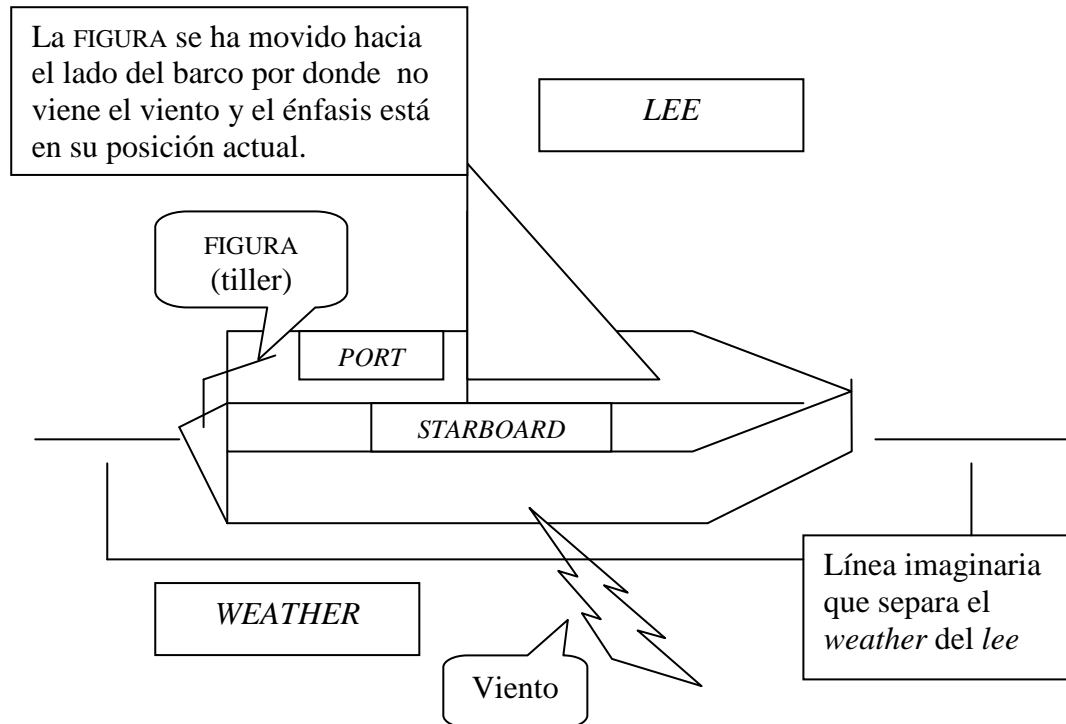 La FIGURA se ha movido hacia
el lado del barco por donde no
viene el viento y el énfasis está
en su posición actual.
LEE
FIGURA
(tiller)
PORT
STARBOARD
WEATHER
Viento
Línea imaginaria
que separa el
weather del lee